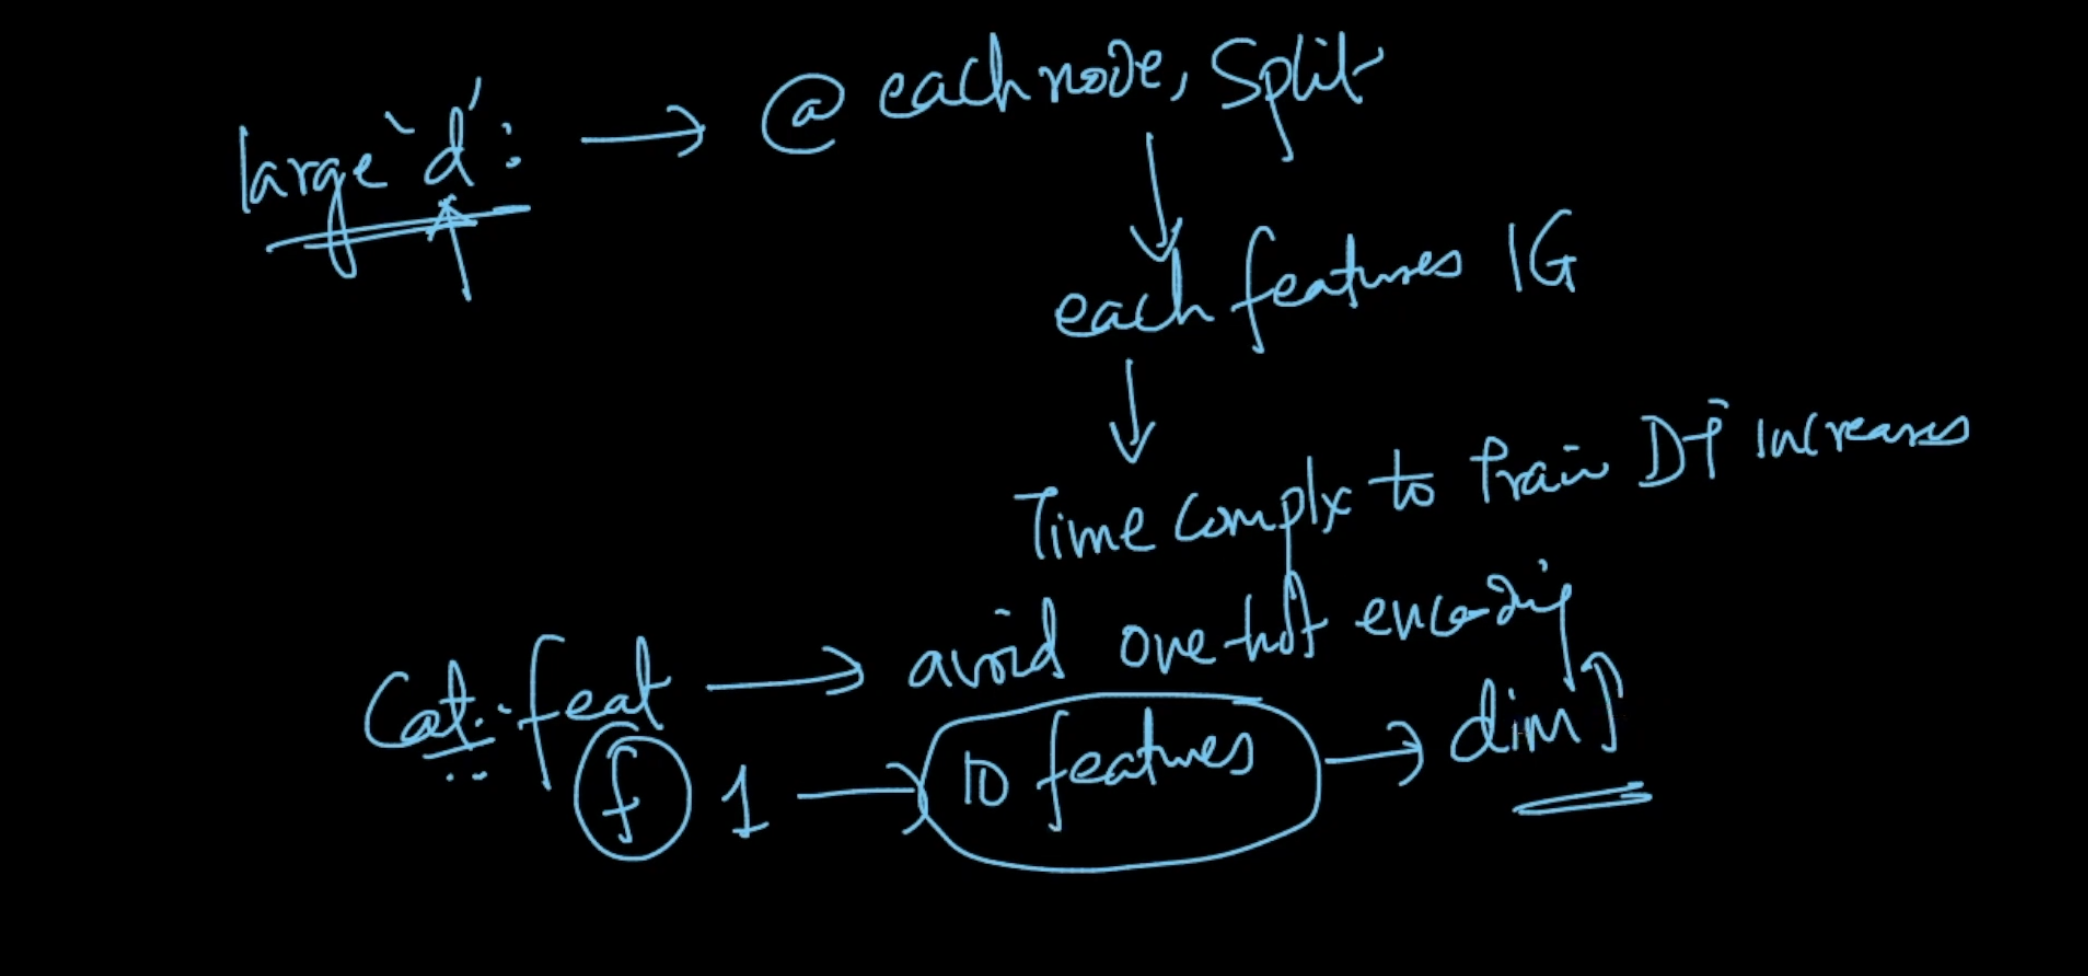 large 'd': → @ each node, Split
↓
each features IG
↓
Time complx to train DT increases
Cat. feat → avoid one-hot encoding
f 1 → 10 features → dim ↑